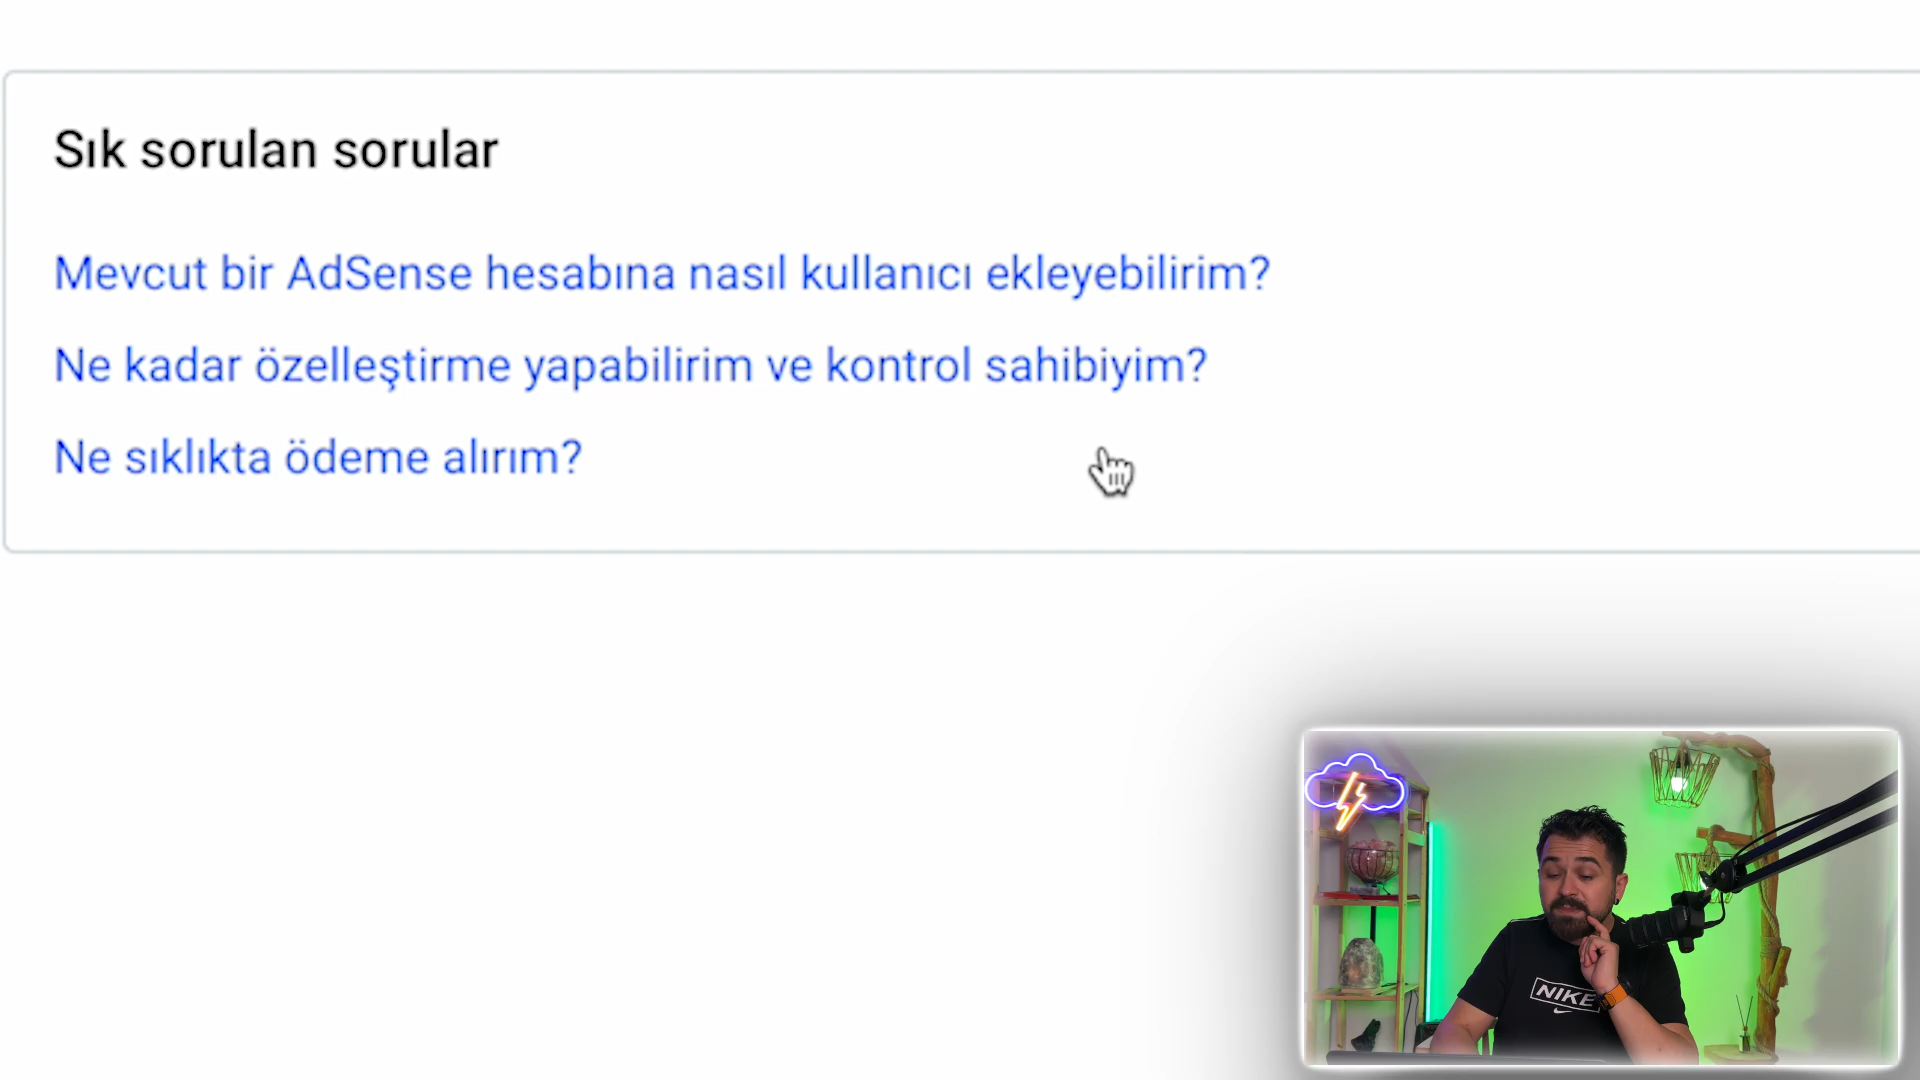 Sık sorulan sorular
Mevcut bir AdSense hesabına nasıl kullanıcı ekleyebilirim?
Ne kadar özelleştirme yapabilirim ve kontrol sahibiyim?
Ne sıklıkta ödeme alırım?
NIKE